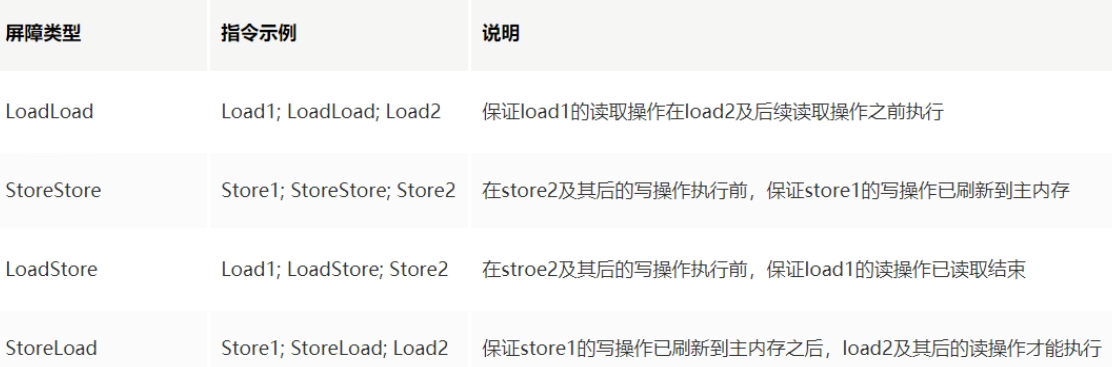 屏障类型 指令示例 说明
LoadLoad Load1; LoadLoad; Load2 保证load1的读取操作在load2及后续读取操作之前执行
StoreStore Store1; StoreStore; Store2 在store2及其后的写操作执行前，保证store1的写操作已刷新到主内存
LoadStore Load1; LoadStore; Store2 在stroe2及其后的写操作执行前，保证load1的读操作已读取结束
StoreLoad Store1; StoreLoad; Load2 保证store1的写操作已刷新到主内存之后，load2及其后的读操作才能执行